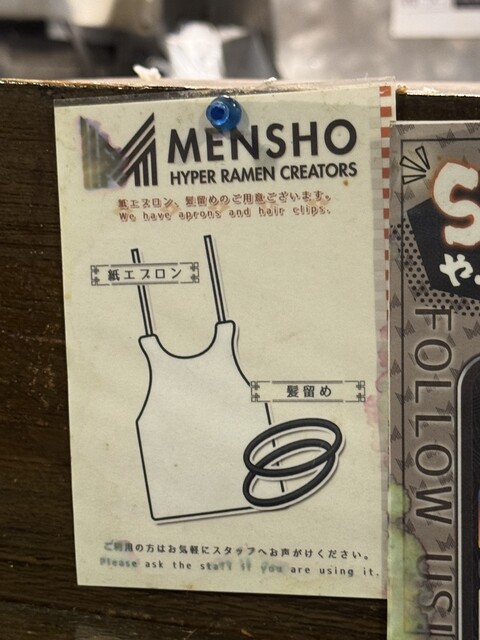 MENSHO
HYPER RAMEN CREATORS
紙エプロン、髪留めのご用意ございます。
We have aprons and hair clips.
紙エプロン
髪留め
ご利用の方はお気軽にスタッフへお声がけください。
Please ask the staff if you are using it.
S
や
FOLLOW US